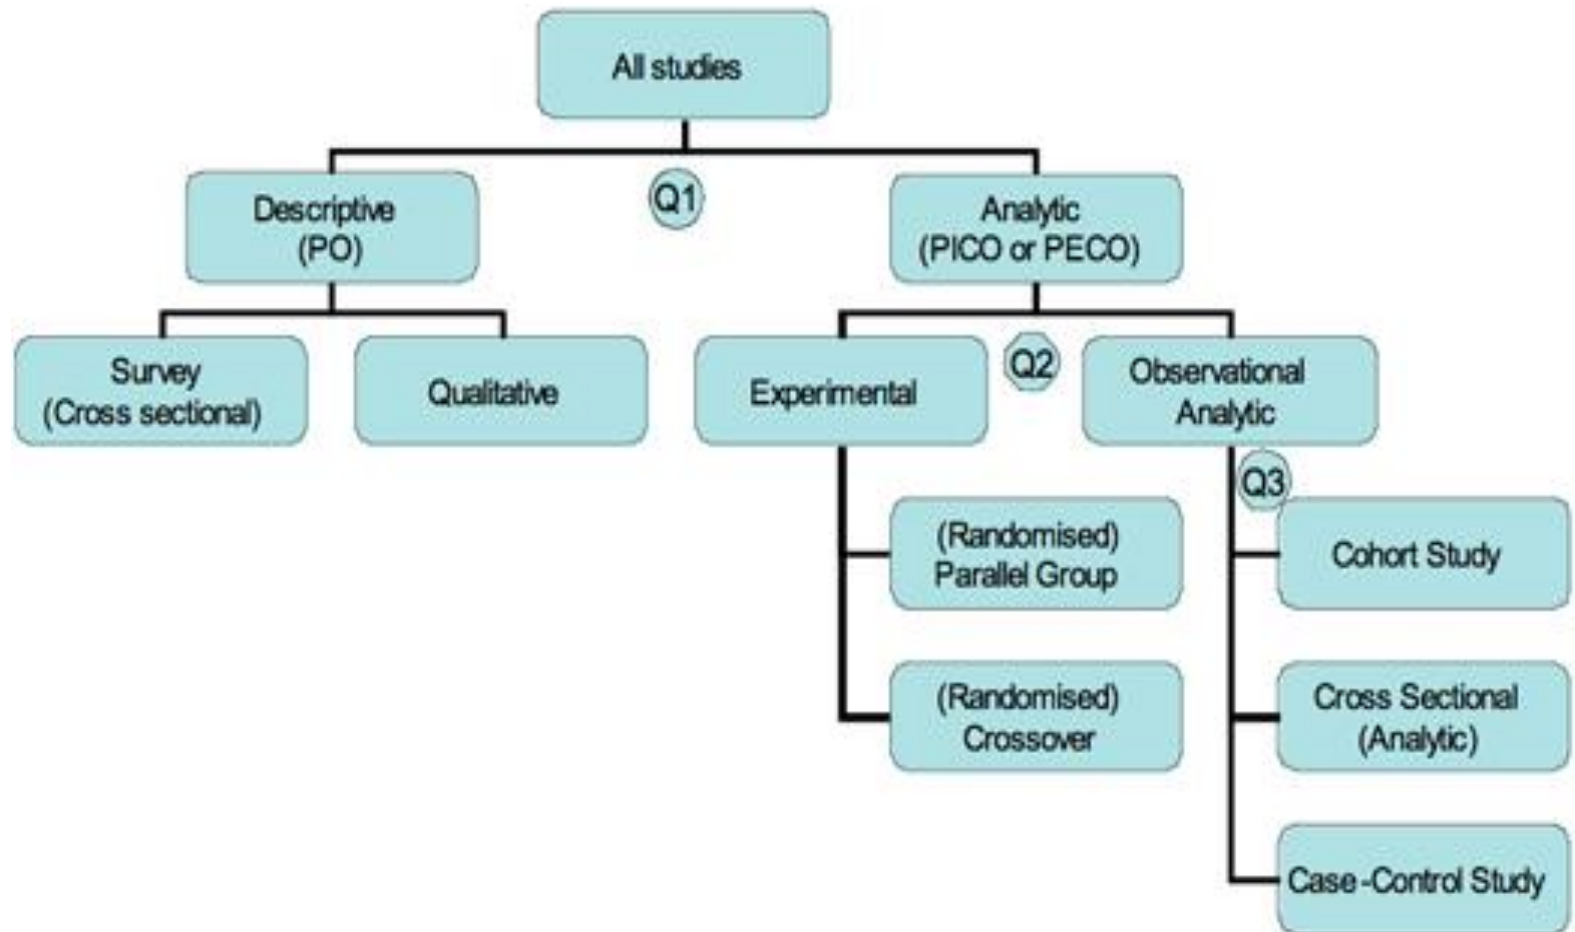 All studies
Q1
Descriptive
(PO)
Analytic
(PICO or PECO)
Survey
(Cross sectional)
Qualitative
Experimental
Q2
Observational
Analytic
Q3
(Randomised)
Parallel Group
Cohort Study
(Randomised)
Crossover
Cross Sectional
(Analytic)
Case-Control Study